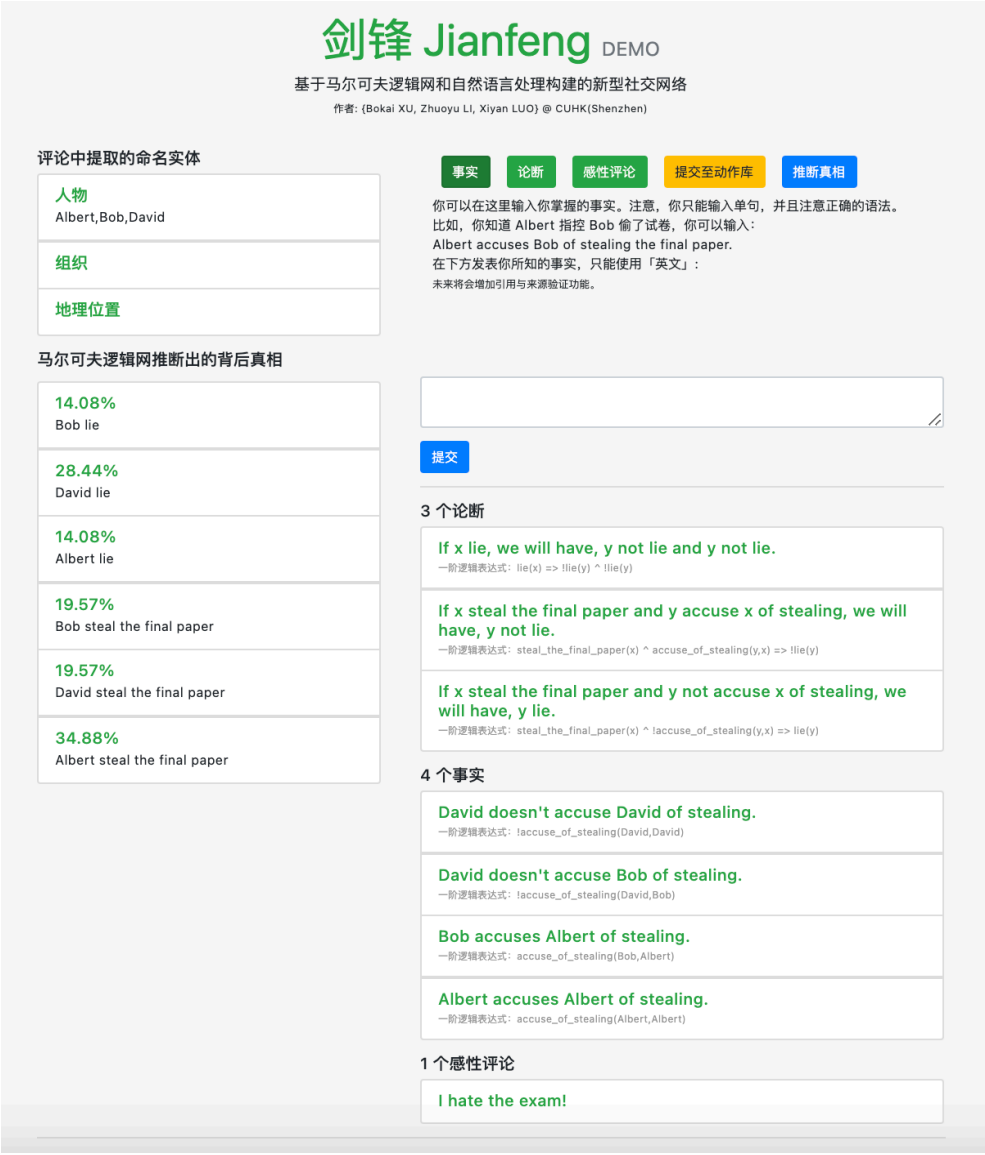 剑锋 Jianfeng DEMO
基于马尔可夫逻辑网和自然语言处理构建的新型社交网络
作者: {Bokai XU, Zhuoyu LI, Xiyan LUO} @ CUHK(Shenzhen)
评论中提取的命名实体
人物
Albert,Bob,David
组织
地理位置
马尔可夫逻辑网推断出的背后真相
14.08%
Bob lie
28.44%
David lie
14.08%
Albert lie
19.57%
Bob steal the final paper
19.57%
David steal the final paper
34.88%
Albert steal the final paper
事实 论断 感性评论 提交至动作库 推断真相
你可以在这里输入你掌握的事实。注意，你只能输入单句，并且注意正确的语法。
比如，你知道 Albert 指控 Bob 偷了试卷，你可以输入：
Albert accuses Bob of stealing the final paper.
在下方发表你所知的事实，只能使用「英文」:
未来将会增加引用与来源验证功能。
提交
3 个论断
If x lie, we will have, y not lie and y not lie.
一阶逻辑表达式：lie(x) => !lie(y) ^ !lie(y)
If x steal the final paper and y accuse x of stealing, we will
have, y not lie.
一阶逻辑表达式：steal_the_final_paper(x) ^ accuse_of_stealing(y,x) => !lie(y)
If x steal the final paper and y not accuse x of stealing, we
will have, y lie.
一阶逻辑表达式：steal_the_final_paper(x) ^ !accuse_of_stealing(y,x) => lie(y)
4 个事实
David doesn't accuse David of stealing.
一阶逻辑表达式：!accuse_of_stealing(David,David)
David doesn't accuse Bob of stealing.
一阶逻辑表达式：!accuse_of_stealing(David,Bob)
Bob accuses Albert of stealing.
一阶逻辑表达式：accuse_of_stealing(Bob,Albert)
Albert accuses Albert of stealing.
一阶逻辑表达式：accuse_of_stealing(Albert,Albert)
1 个感性评论
I hate the exam!